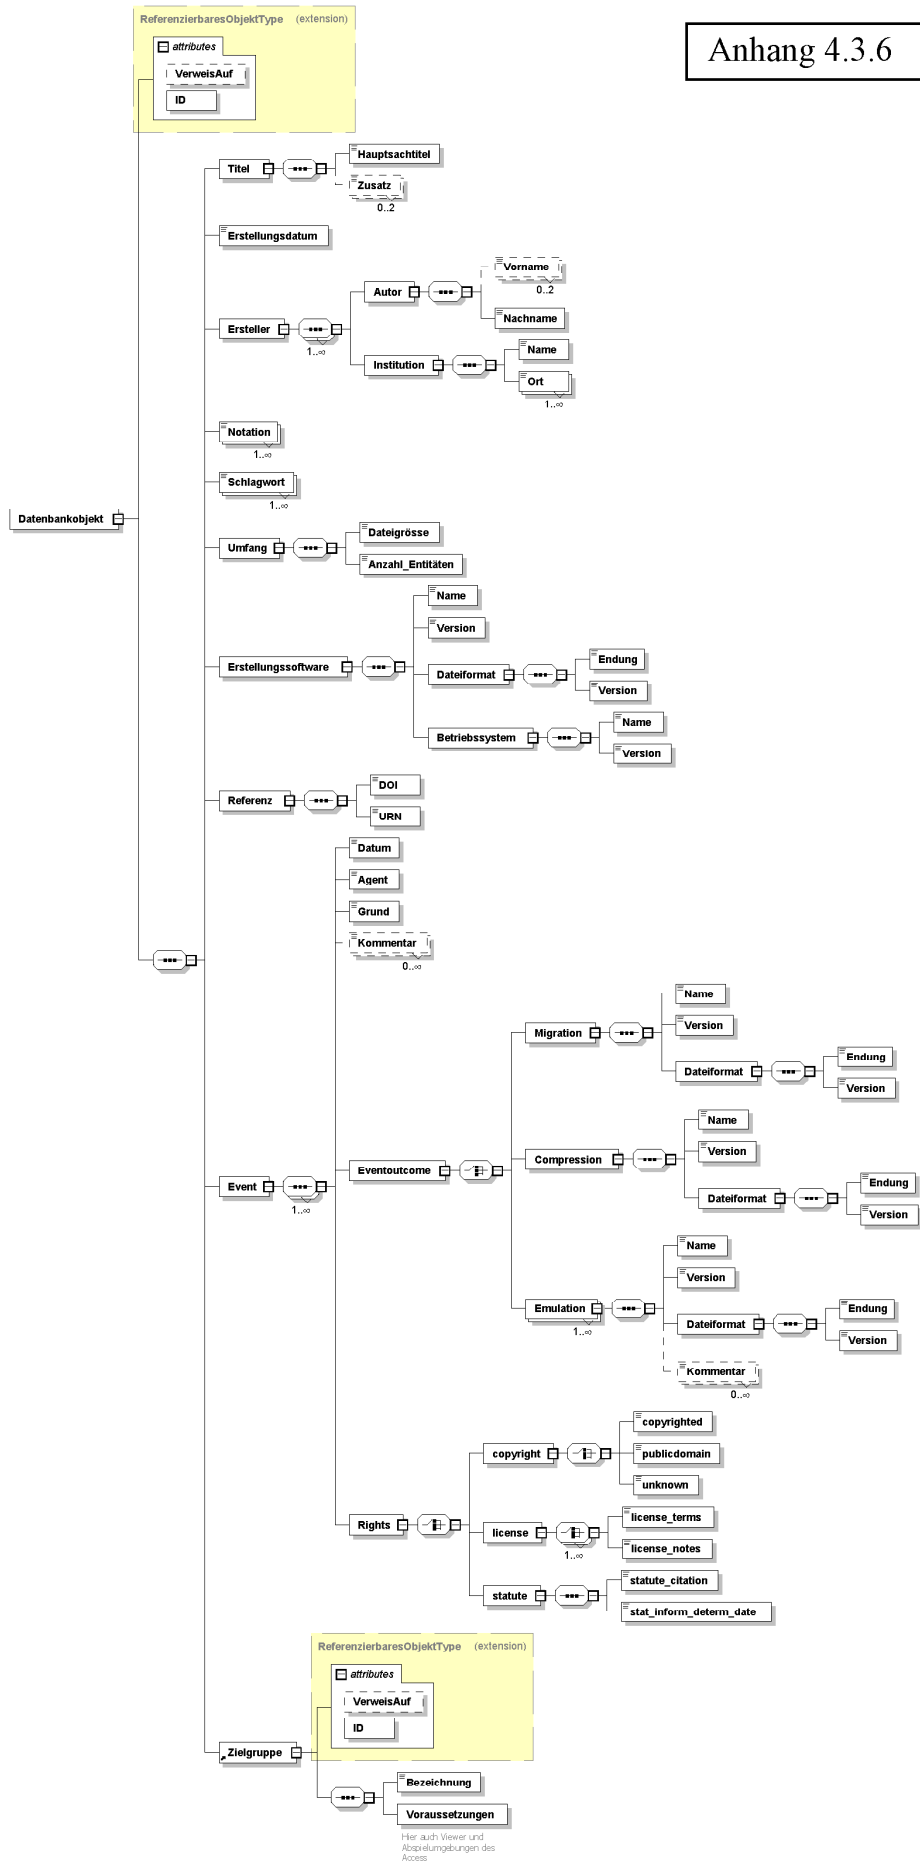 Anhang 4.3.6
ReferenzierbaresObjektType (extension)
attributes
VerweisAuf
ID
Titel
Hauptsachtitel
Zusatz
0..2
Erstellungsdatum
Ersteller
1..∞
Autor
Vorname
0..2
Nachname
Institution
Name
Ort
1..∞
Notation
1..∞
Schlagwort
1..∞
Datenbankobjekt
Umfang
Dateigrösse
Anzahl_Entitäten
Erstellungssoftware
Name
Version
Dateiformat
Endung
Version
Betriebssystem
Name
Version
Referenz
DOI
URN
Event
1..∞
Datum
Agent
Grund
Kommentar
0..∞
Eventoutcome
Migration
Name
Version
Dateiformat
Endung
Version
Compression
Name
Version
Dateiformat
Endung
Version
Emulation
1..∞
Name
Version
Dateiformat
Endung
Version
Kommentar
0..∞
Rights
copyright
copyrighted
publicdomain
unknown
license
1..∞
license_terms
license_notes
statute
statute_citation
stat_inform_determ_date
Zielgruppe
ReferenzierbaresObjektType (extension)
attributes
VerweisAuf
ID
Bezeichnung
Voraussetzungen
Hier auch Viewer und
Abspielumgebungen des
Access